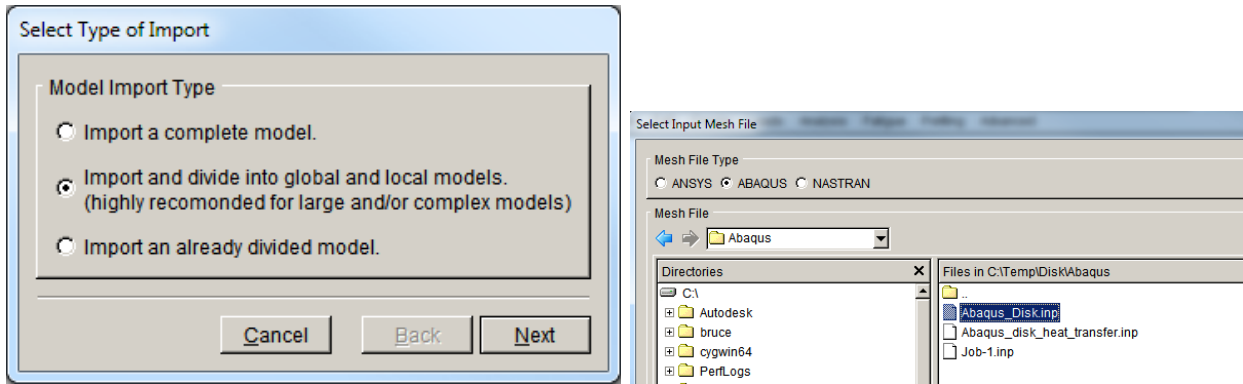 Select Type of Import
Model Import Type
Import a complete model.
Import and divide into global and local models.
(highly recomonded for large and/or complex models)
Import an already divided model.
Cancel Back Next
Select Input Mesh File
Mesh File Type
ANSYS ABAQUS NASTRAN
Mesh File
Abaqus
Directories
C:\
Autodesk
bruce
cygwin64
PerfLogs
Files in C:\Temp\Disk\Abaqus
..
Abaqus_Disk.inp
Abaqus_disk_heat_transfer.inp
Job-1.inp